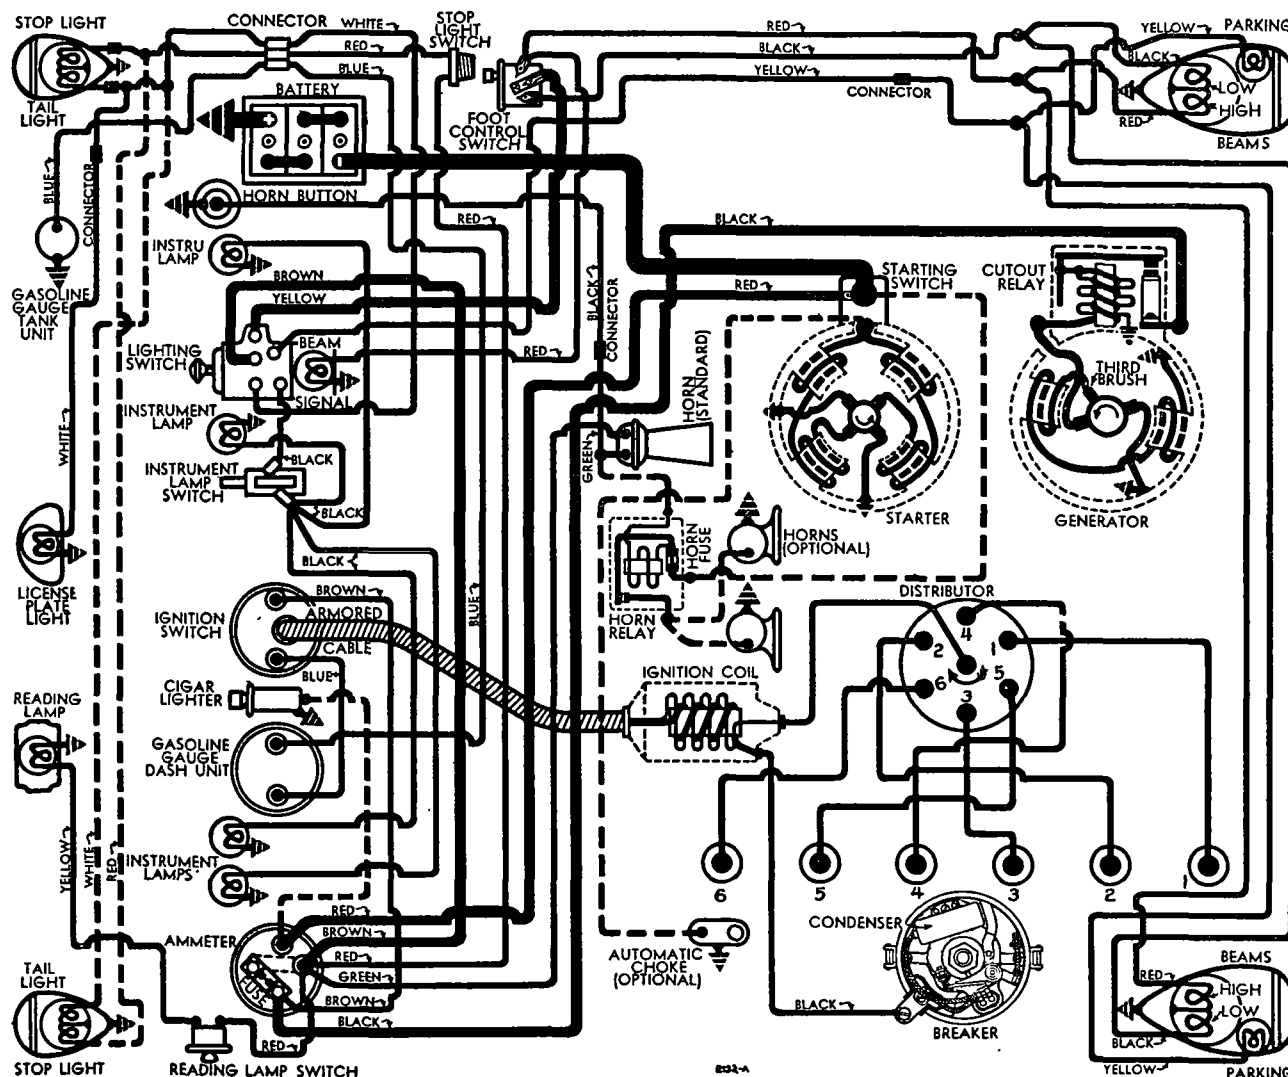 STOP LIGHT
CONNECTOR
WHITE
STOP
LIGHT
SWITCH
RED
BLUE
TAIL
LIGHT
BATTERY
FOOT
CONTROL
SWITCH
RED
BLACK
YELLOW
CONNECTOR
YELLOW
PARKING
BLACK
LOW
HIGH
RED
BEAMS
BLUE
CONNECTOR
HORN BUTTON
RED
BLACK
INSTRU
LAMP
GASOLINE
GAUGE
TANK
UNIT
BROWN
YELLOW
BLACK
CONNECTOR
RED
STARTING
SWITCH
CUTOUT
RELAY
LIGHTING
SWITCH
BEAM
SIGNAL
RED
HORN
(STANDARD)
THIRD
BRUSH
INSTRUMENT
LAMP
WHITE
BLACK
GREEN
INSTRUMENT
LAMP
SWITCH
BLACK
STARTER
GENERATOR
BLACK
HORN
FUSE
HORNS
(OPTIONAL)
LICENSE
PLATE
LIGHT
IGNITION
SWITCH
BROWN
ARMORED
CABLE
BLUE
BLUE
HORN
RELAY
DISTRIBUTOR
4
2
1
6
5
3
IGNITION COIL
CIGAR
LIGHTER
READING
LAMP
GASOLINE
GAUGE
DASH UNIT
YELLOW
WHITE
RED
INSTRUMENT
LAMPS
6
5
4
3
2
1
AMMETER
RED
BROWN
RED
GREEN
BROWN
BLACK
FUSE
AUTOMATIC
CHOKE
(OPTIONAL)
CONDENSER
BLACK
BREAKER
TAIL
LIGHT
STOP LIGHT
RED
READING LAMP SWITCH
BEAMS
RED
HIGH
LOW
BLACK
YELLOW
PARKING